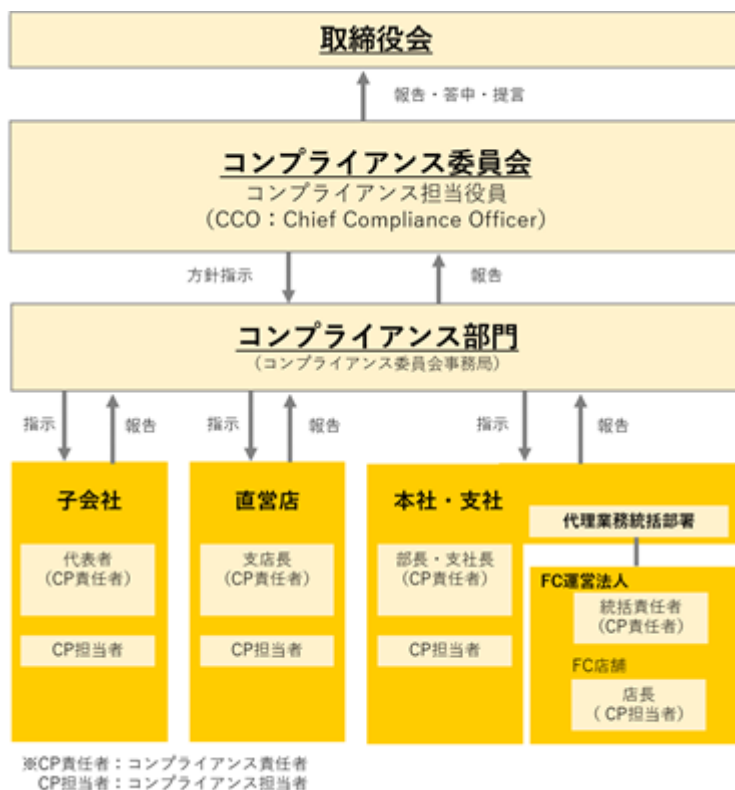 取締役会
報告・答申・提言
コンプライアンス委員会
コンプライアンス担当役員
(CCO：Chief Compliance Officer)
方針指示
報告
コンプライアンス部門
(コンプライアンス委員会事務局)
指示
報告
指示
報告
指示
報告
子会社
代表者
(CP責任者)
CP担当者
直営店
支店長
(CP責任者)
CP担当者
本社・支社
部長・支社長
(CP責任者)
CP担当者
代理業務統括部署
FC運営法人
統括責任者
(CP責任者)
FC店舗
店長
( CP担当者)
※CP責任者：コンプライアンス責任者
CP担当者：コンプライアンス担当者